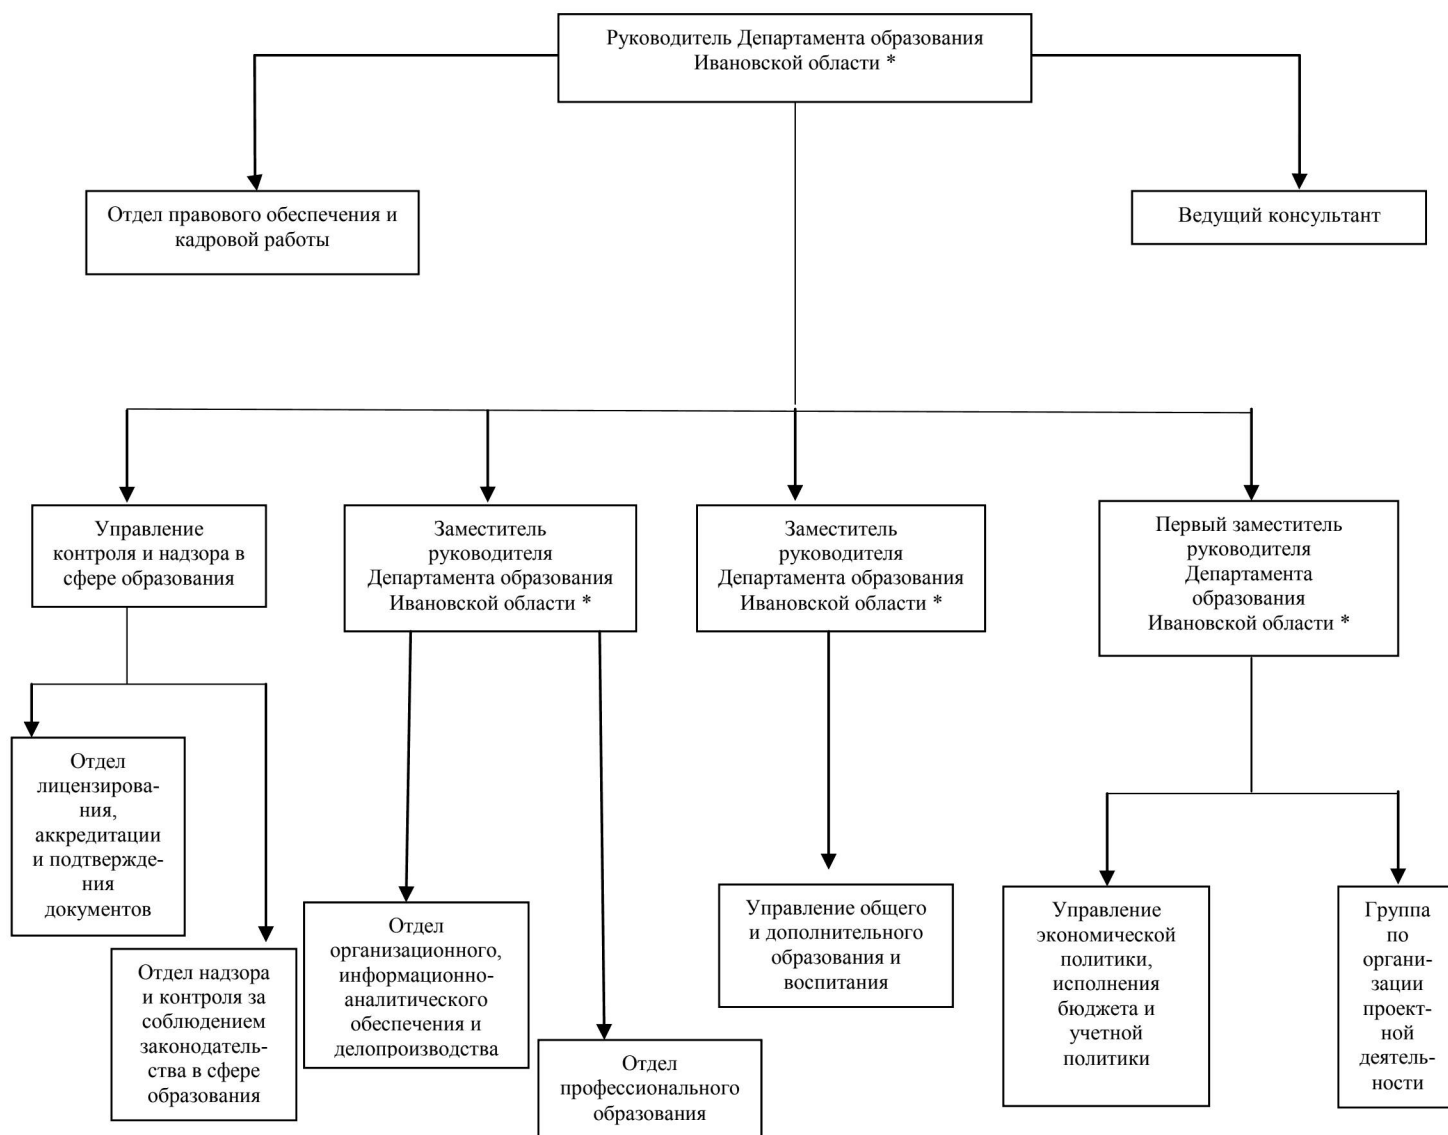 Руководитель Департамента образования
Ивановской области *
Отдел правового обеспечения и
кадровой работы
Ведущий консультант
Управление
контроля и надзора в
сфере образования
Заместитель
руководителя
Департамента образования
Ивановской области *
Заместитель
руководителя
Департамента образования
Ивановской области *
Первый заместитель
руководителя
Департамента
образования
Ивановской области *
Отдел
лицензирова-
ния,
аккредитации
и подтвержде-
ния
документов
Отдел надзора
и контроля за
соблюдением
законодатель-
ства в сфере
образования
Отдел
организационного,
информационно-
аналитического
обеспечения и
делопроизводства
Отдел
профессионального
образования
Управление общего
и дополнительного
образования и
воспитания
Управление
экономической
политики,
исполнения
бюджета и
учетной
политики
Группа
по
органи-
зации
проект-
ной
деятель-
ности